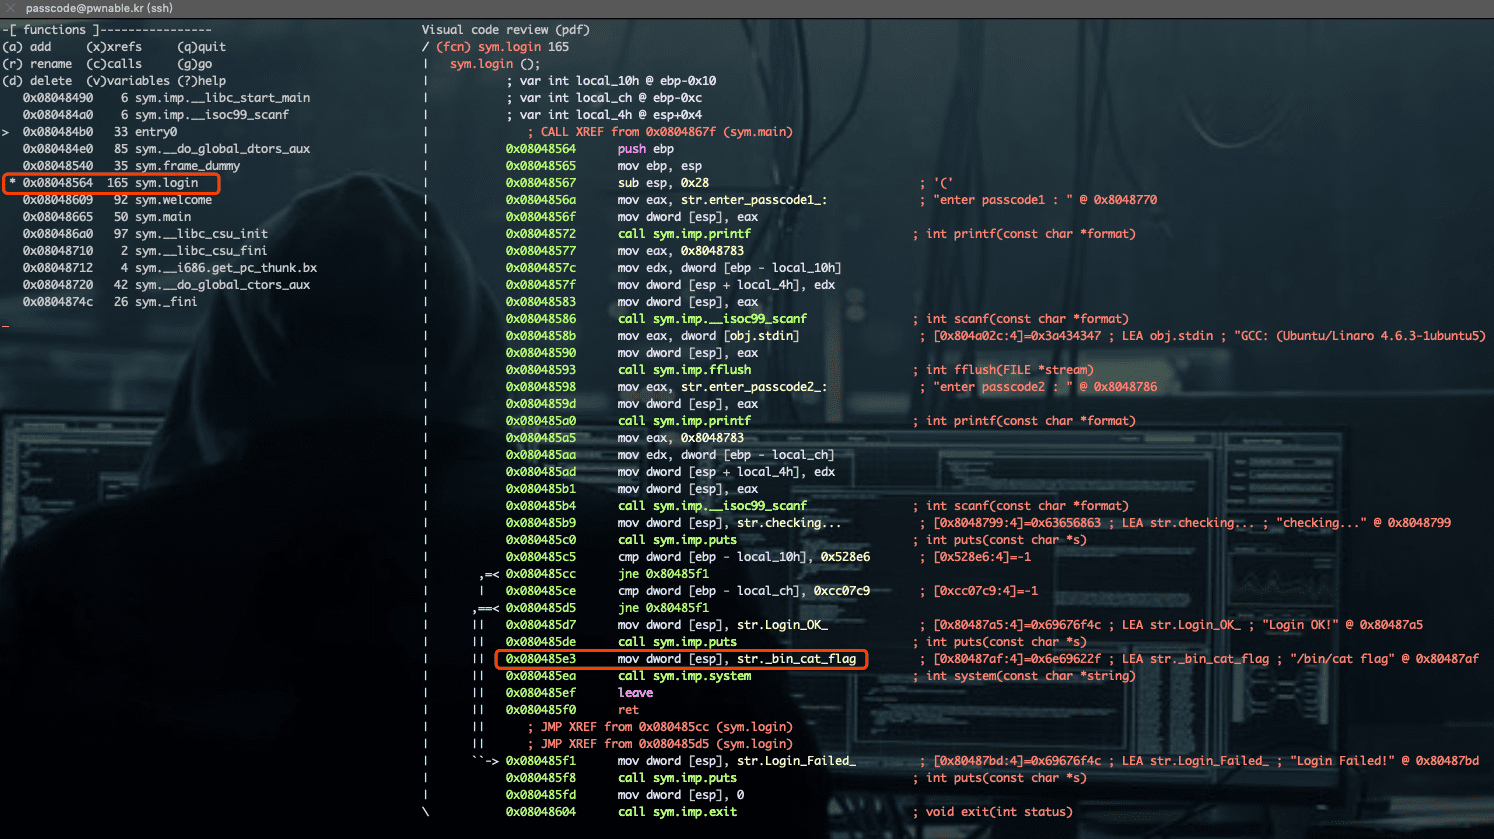 passcode@pwnable.kr (ssh)
-[ functions ]----------------
(a) add     (x)xrefs     (q)quit
(r) rename  (c)calls     (g)go
(d) delete  (v)variables (?)help
0x08048490    6 sym.imp.__libc_start_main
0x080484a0    6 sym.imp.__isoc99_scanf
> 0x080484b0   33 entry0
0x080484e0   85 sym.__do_global_dtors_aux
0x08048540   35 sym.frame_dummy
* 0x08048564  165 sym.login
0x08048609   92 sym.welcome
0x08048665   50 sym.main
0x080486a0   97 sym.__libc_csu_init
0x08048710    2 sym.__libc_csu_fini
0x08048712    4 sym.__i686.get_pc_thunk.bx
0x08048720   42 sym.__do_global_ctors_aux
0x0804874c   26 sym._fini
Visual code review (pdf)
/ (fcn) sym.login 165
|   sym.login ();
|           ; var int local_10h @ ebp-0x10
|           ; var int local_ch @ ebp-0xc
|           ; var int local_4h @ esp+0x4
|              ; CALL XREF from 0x0804867f (sym.main)
|           0x08048564      push ebp
|           0x08048565      mov ebp, esp
|           0x08048567      sub esp, 0x28                              ; '('
|           0x0804856a      mov eax, str.enter_passcode1_:             ; "enter passcode1 : " @ 0x8048770
|           0x0804856f      mov dword [esp], eax
|           0x08048572      call sym.imp.printf                       ; int printf(const char *format)
|           0x08048577      mov eax, 0x8048783
|           0x0804857c      mov edx, dword [ebp - local_10h]
|           0x0804857f      mov dword [esp + local_4h], edx
|           0x08048583      mov dword [esp], eax
|           0x08048586      call sym.imp.__isoc99_scanf               ; int scanf(const char *format)
|           0x0804858b      mov eax, dword [obj.stdin]                 ; [0x804a02c:4]=0x3a434347 ; LEA obj.stdin ; "GCC: (Ubuntu/Linaro 4.6.3-1ubuntu5)
|           0x08048590      mov dword [esp], eax
|           0x08048593      call sym.imp.fflush                       ; int fflush(FILE *stream)
|           0x08048598      mov eax, str.enter_passcode2_:             ; "enter passcode2 : " @ 0x8048786
|           0x0804859d      mov dword [esp], eax
|           0x080485a0      call sym.imp.printf                       ; int printf(const char *format)
|           0x080485a5      mov eax, 0x8048783
|           0x080485aa      mov edx, dword [ebp - local_ch]
|           0x080485ad      mov dword [esp + local_4h], edx
|           0x080485b1      mov dword [esp], eax
|           0x080485b4      call sym.imp.__isoc99_scanf               ; int scanf(const char *format)
|           0x080485b9      mov dword [esp], str.checking...           ; [0x8048799:4]=0x63656863 ; LEA str.checking... ; "checking..." @ 0x8048799
|           0x080485c0      call sym.imp.puts                         ; int puts(const char *s)
|           0x080485c5      cmp dword [ebp - local_10h], 0x528e6       ; [0x528e6:4]=-1
|       ,=< 0x080485cc      jne 0x80485f1
|       |   0x080485ce      cmp dword [ebp - local_ch], 0xcc07c9       ; [0xcc07c9:4]=-1
|      ,==< 0x080485d5      jne 0x80485f1
|      ||   0x080485d7      mov dword [esp], str.Login_OK_             ; [0x80487a5:4]=0x69676f4c ; LEA str.Login_OK_ ; "Login OK!" @ 0x80487a5
|      ||   0x080485de      call sym.imp.puts                         ; int puts(const char *s)
|      ||   0x080485e3      mov dword [esp], str._bin_cat_flag         ; [0x80487af:4]=0x6e69622f ; LEA str._bin_cat_flag ; "/bin/cat flag" @ 0x80487af
|      ||   0x080485ea      call sym.imp.system                       ; int system(const char *string)
|      ||   0x080485ef      leave
|      ||   0x080485f0      ret
|      ||      ; JMP XREF from 0x080485cc (sym.login)
|      ||      ; JMP XREF from 0x080485d5 (sym.login)
|      ``-> 0x080485f1      mov dword [esp], str.Login_Failed_         ; [0x80487bd:4]=0x69676f4c ; LEA str.Login_Failed_ ; "Login Failed!" @ 0x80487bd
|           0x080485f8      call sym.imp.puts                         ; int puts(const char *s)
|           0x080485fd      mov dword [esp], 0
\           0x08048604      call sym.imp.exit                         ; void exit(int status)